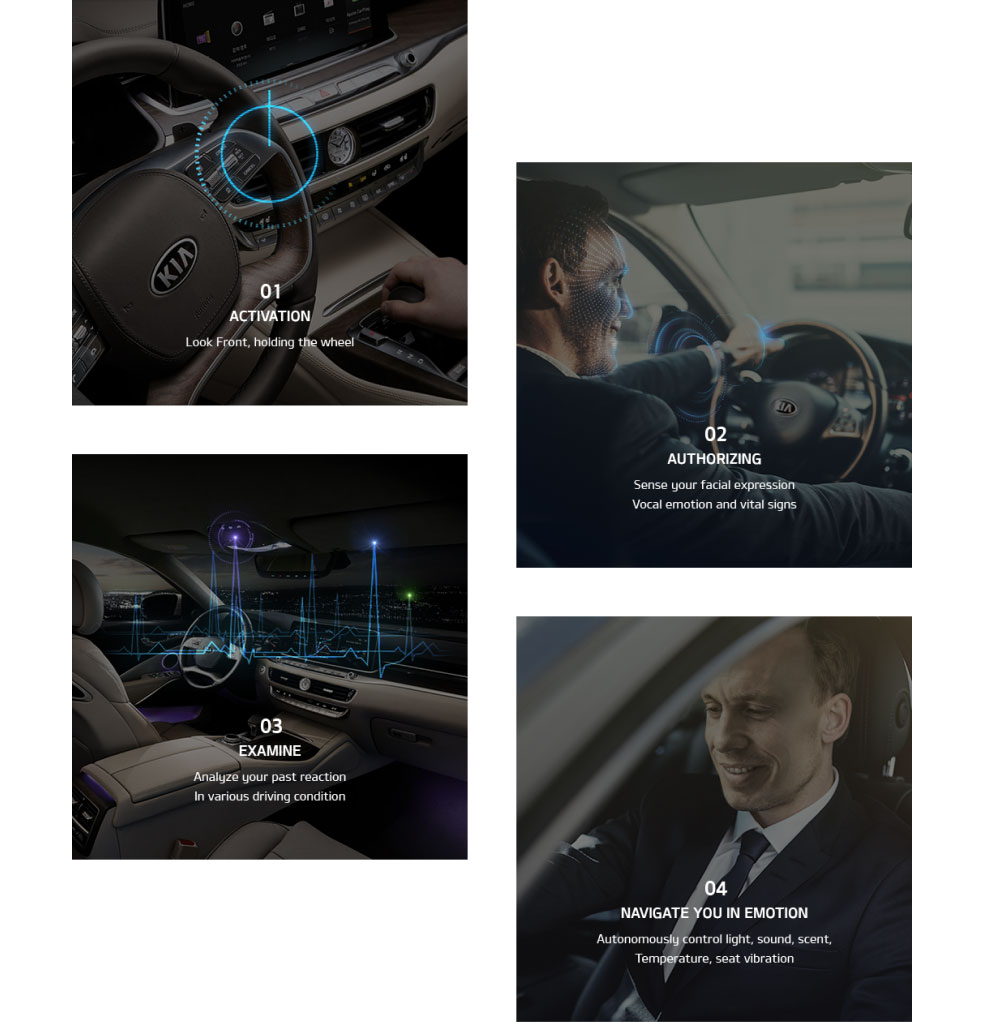 HOME
KIA
01
ACTIVATION
Look Front, holding the wheel
KIA
02
AUTHORIZING
Sense your facial expression
Vocal emotion and vital signs
03
EXAMINE
Analyze your past reaction
In various driving condition
04
NAVIGATE YOU IN EMOTION
Autonomously control light, sound, scent,
Temperature, seat vibration